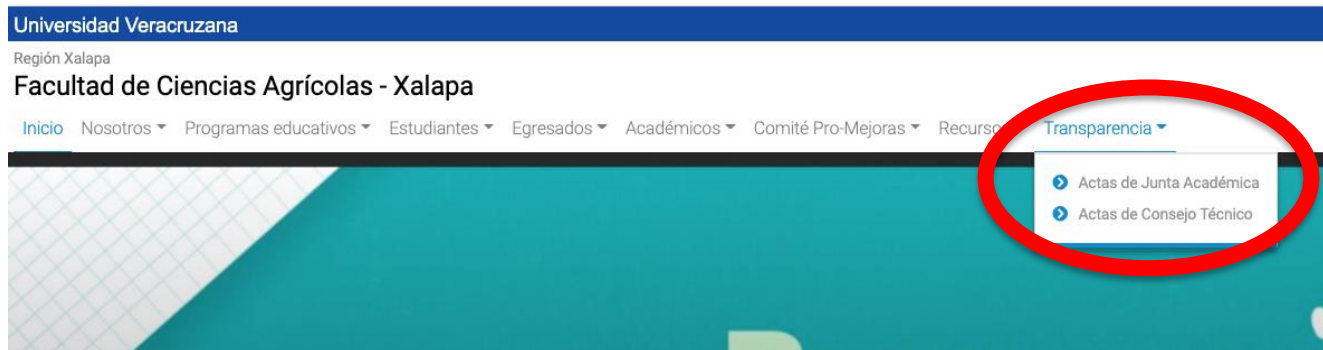 Universidad Veracruzana
Región Xalapa
Facultad de Ciencias Agrícolas - Xalapa
Inicio Nosotros Programas educativos Estudiantes Egresados Académicos Comité Pro-Mejoras Transparencia
Actas de Junta Académica
Actas de Consejo Técnico